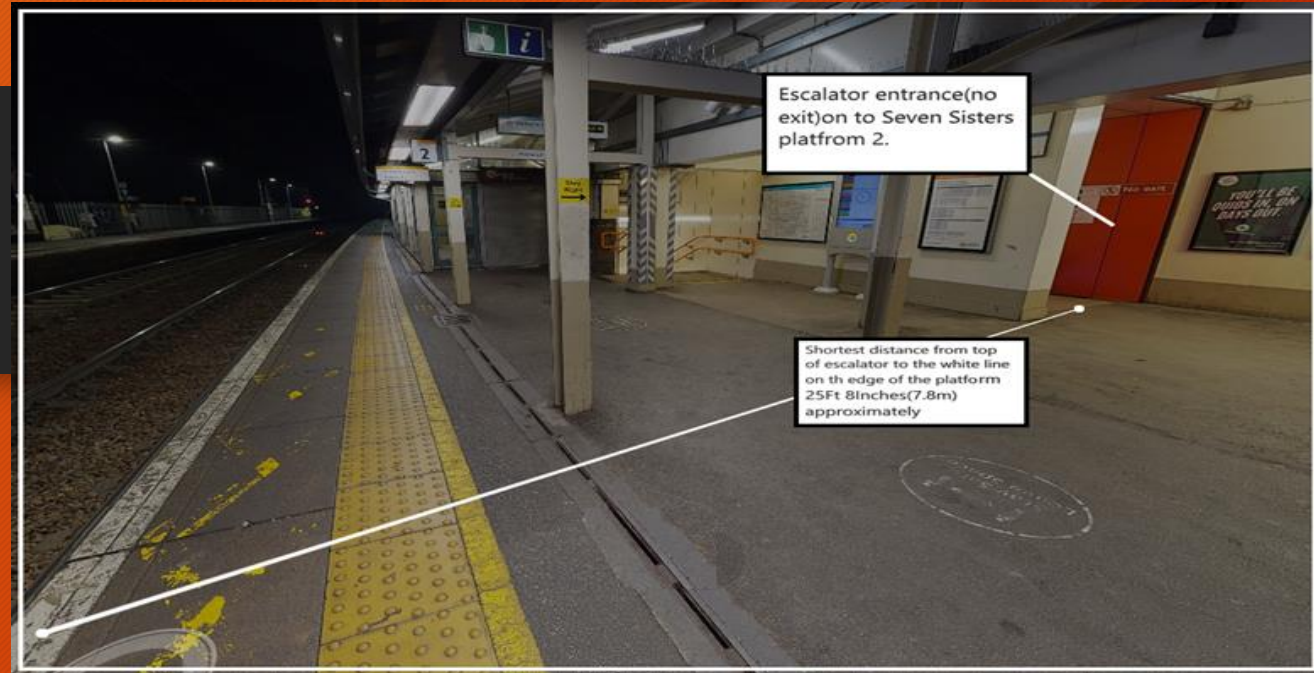 i
2
Stay
Right
Escalator entrance(no
exit)on to Seven Sisters
platfrom 2.
YOU'LL BE
QUIDS IN, ON
DAYS OUT.
Shortest distance from top
of escalator to the white line
on th edge of the platform
25Ft 8Inches(7.8m)
approximately